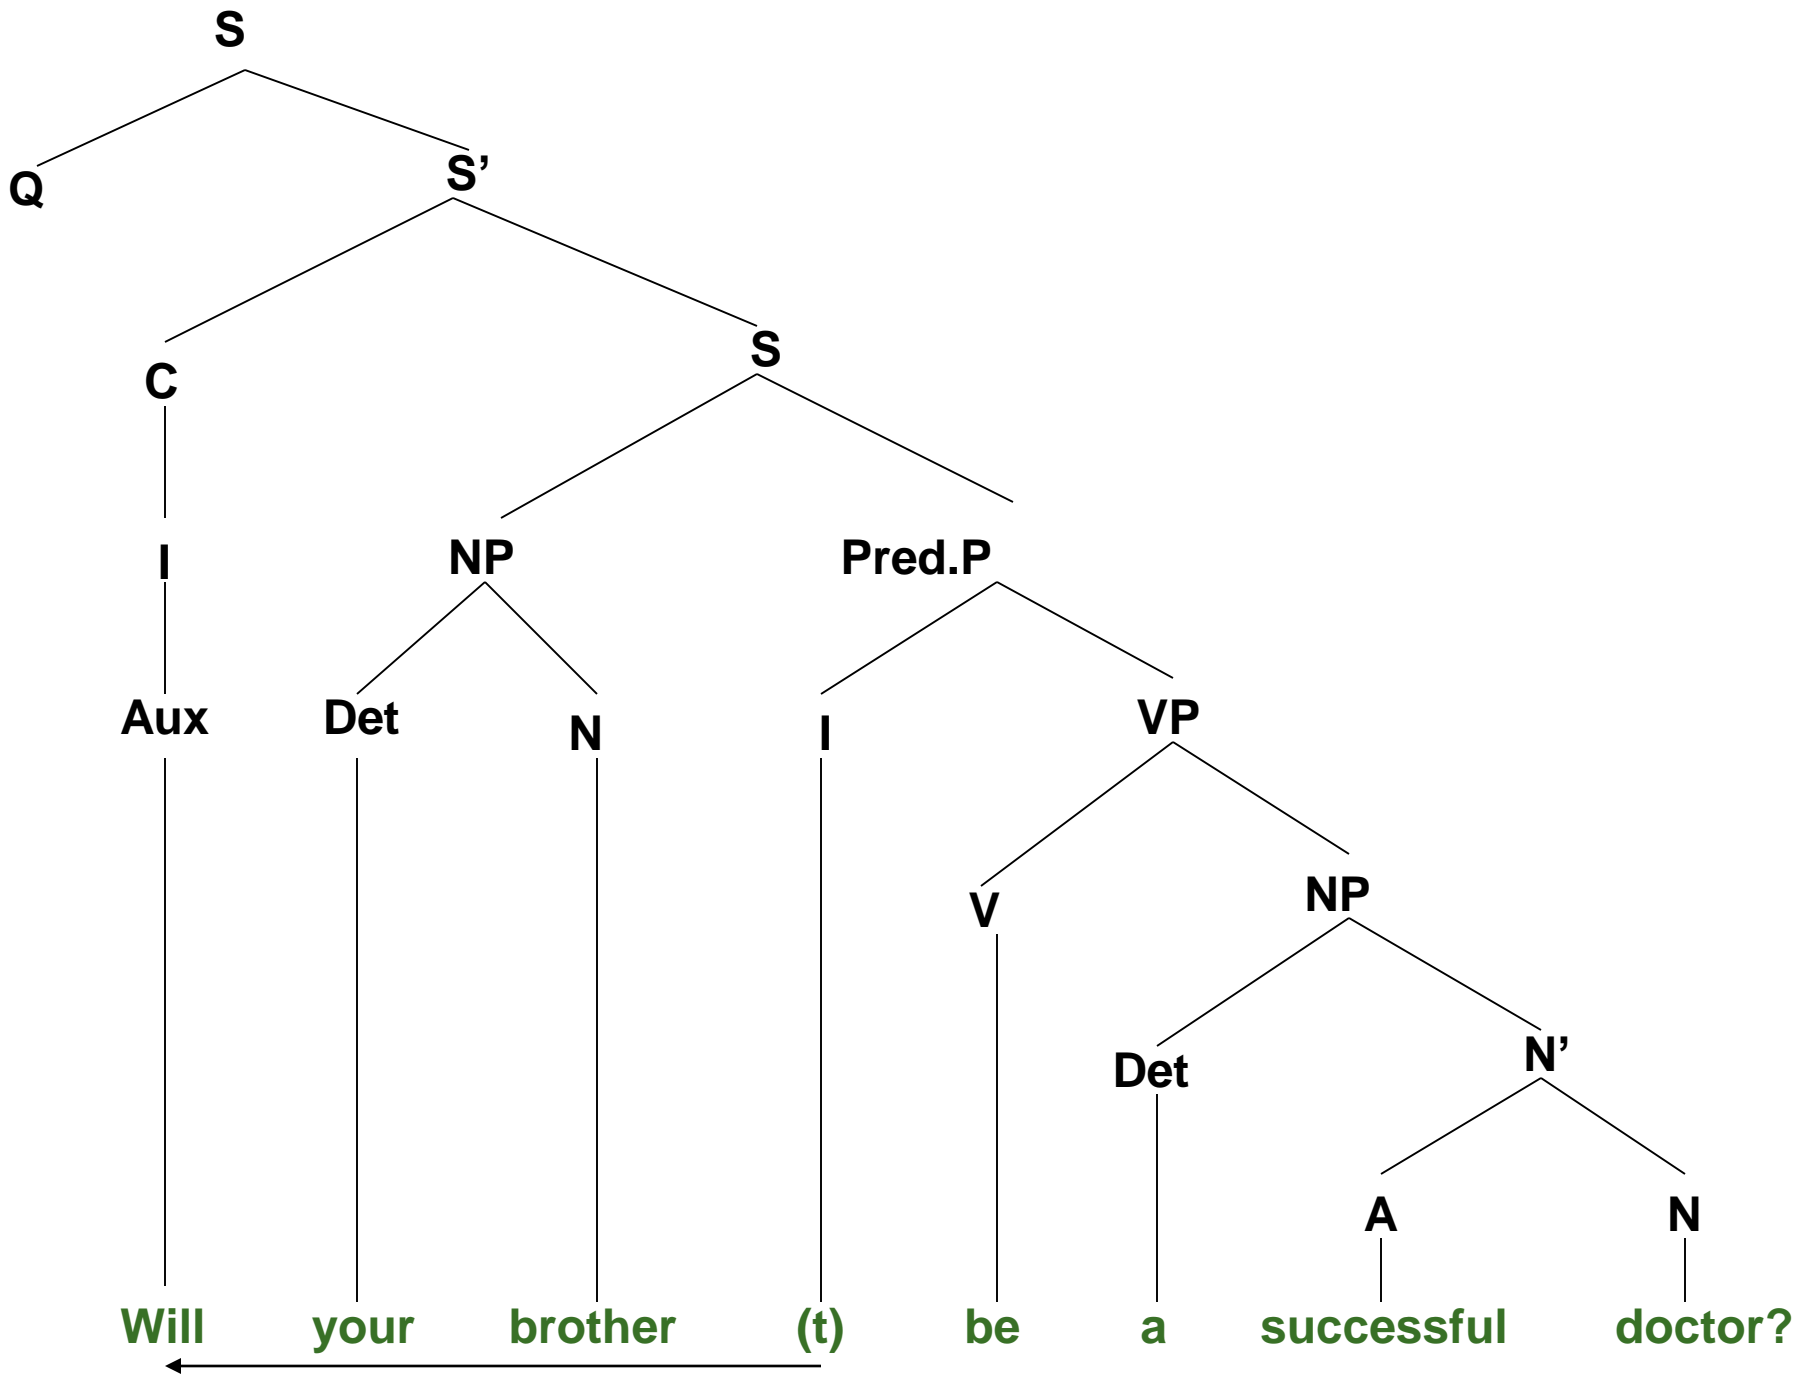 S
Q S’
C S
I NP Pred.P
Aux Det N I VP
V NP
Det N’
A N
Will your brother (t) be a successful doctor?